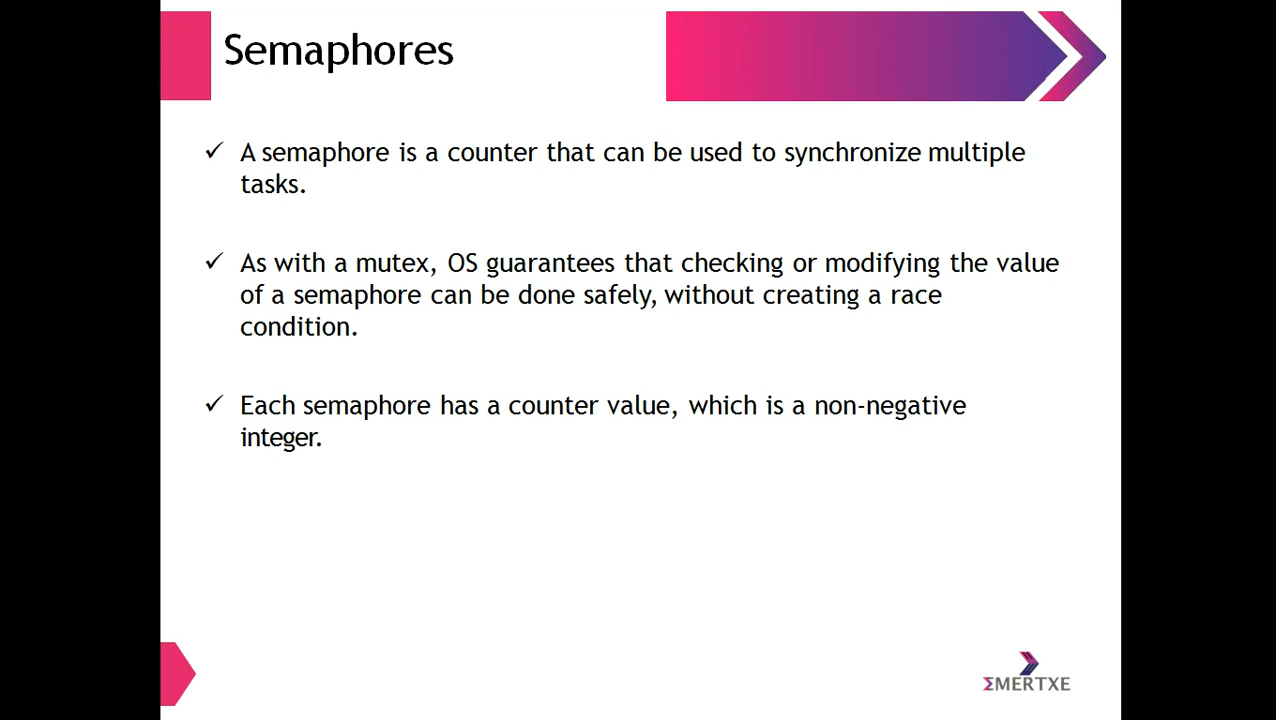 Semaphores
✓ A semaphore is a counter that can be used to synchronize multiple
tasks.
✓ As with a mutex, OS guarantees that checking or modifying the value
of a semaphore can be done safely, without creating a race
condition.
✓ Each semaphore has a counter value, which is a non-negative
integer.
ΣMERTXE